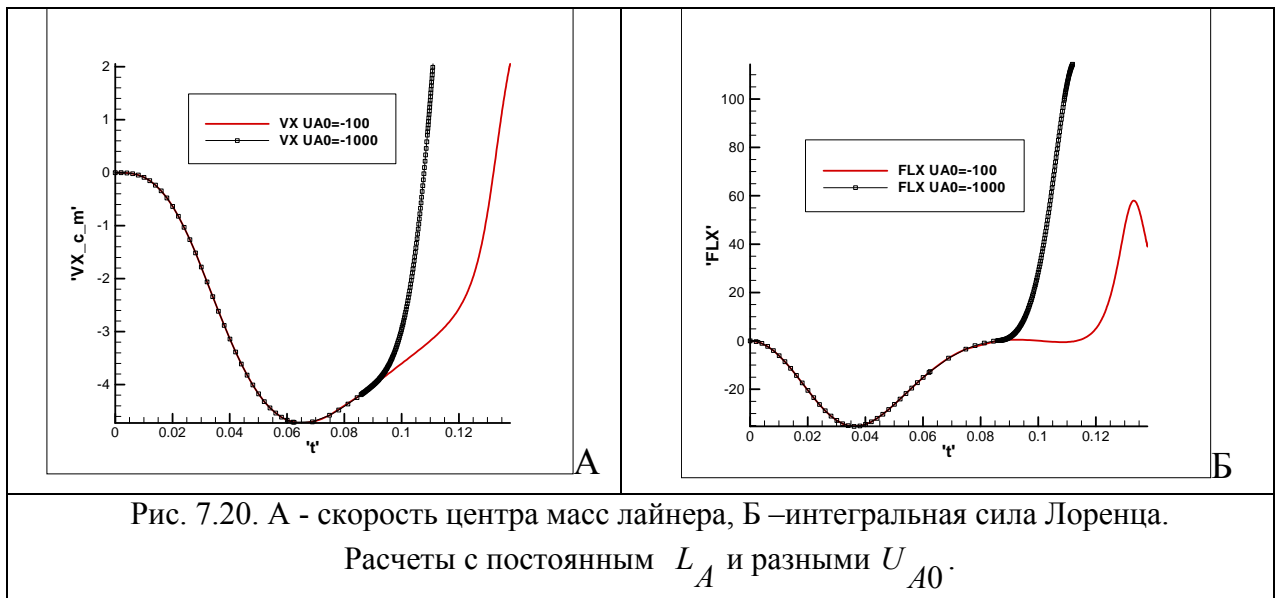 2
1
0
-1
-2
-3
-4
'VX_c_m'
VX UA0=-100
VX UA0=-1000
0
0.02
0.04
0.06
0.08
0.1
0.12
't'
А
100
80
60
40
20
0
-20
'FLX'
FLX UA0=-100
FLX UA0=-1000
0
0.02
0.04
0.06
0.08
0.1
0.12
't'
Б
Рис. 7.20. А - скорость центра масс лайнера, Б –интегральная сила Лоренца.
Расчеты с постоянным L_A и разными U_A0.